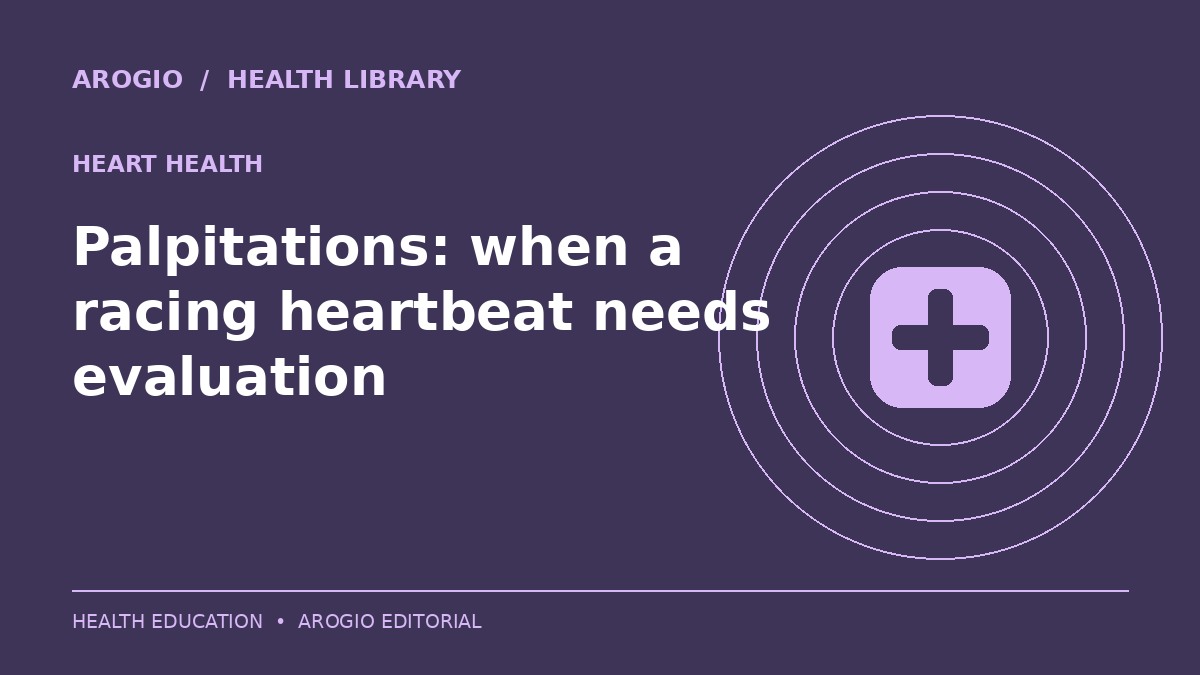 AROGIO / HEALTH LIBRARY
HEART HEALTH
Palpitations: when a
racing heartbeat needs
evaluation
HEALTH EDUCATION • AROGIO EDITORIAL